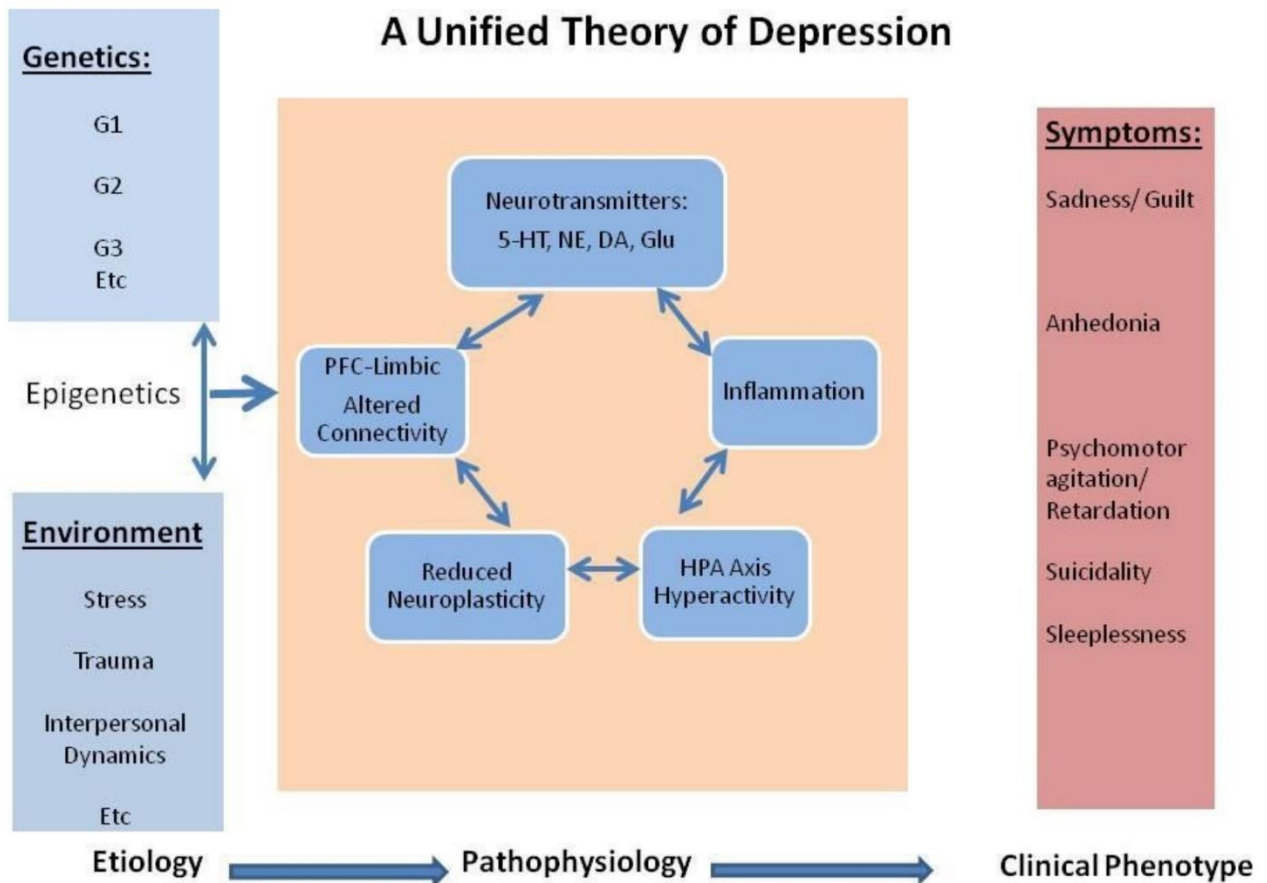 A Unified Theory of Depression
Genetics:
G1
G2
G3
Etc
Epigenetics
Environment
Stress
Trauma
Interpersonal
Dynamics
Etc
Neurotransmitters:
5-HT, NE, DA, Glu
PFC-Limbic
Altered
Connectivity
Inflammation
Reduced
Neuroplasticity
HPA Axis
Hyperactivity
Symptoms:
Sadness/ Guilt
Anhedonia
Psychomotor
agitation/
Retardation
Suicidality
Sleeplessness
Etiology
Pathophysiology
Clinical Phenotype